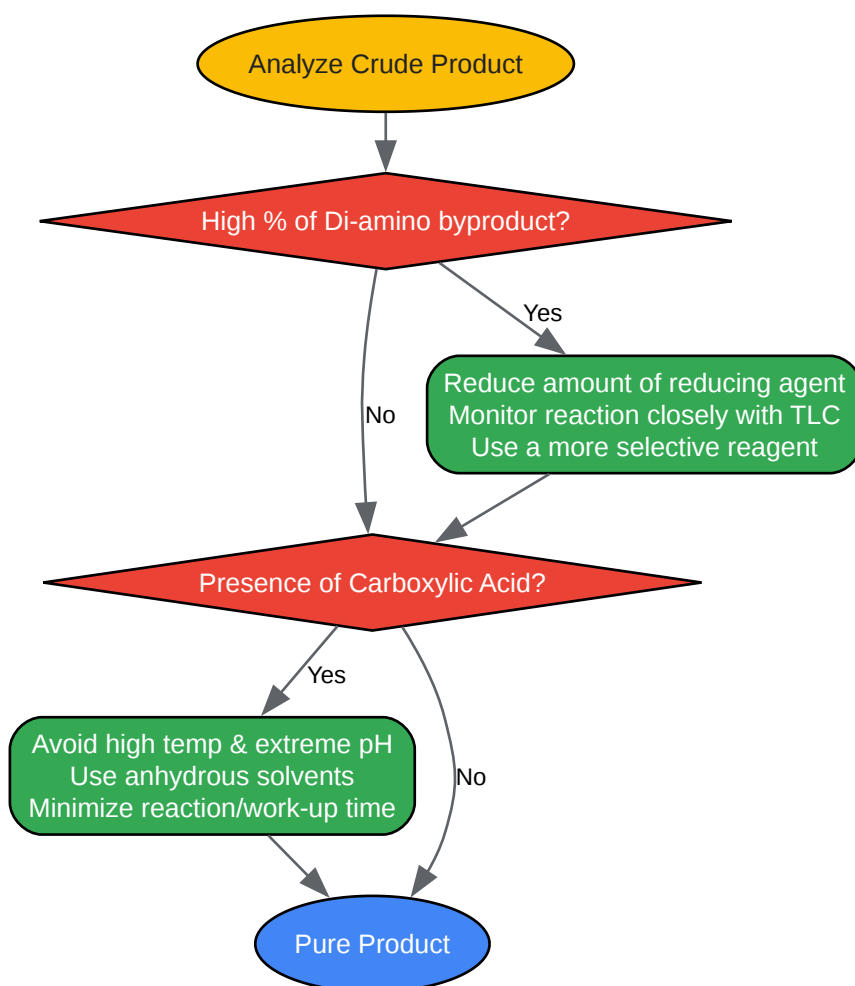 Analyze Crude Product
High % of Di-amino byproduct?
Yes
Reduce amount of reducing agent
Monitor reaction closely with TLC
Use a more selective reagent
No
Presence of Carboxylic Acid?
Yes
Avoid high temp & extreme pH
Use anhydrous solvents
Minimize reaction/work-up time
No
Pure Product